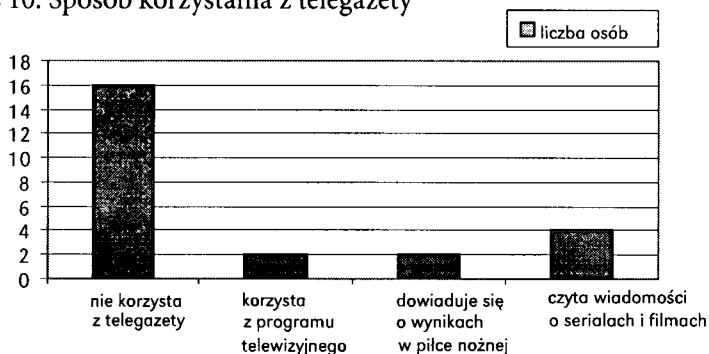 10. Sposób korzystania z telegazety
liczba osób
18
16
14
12
10
8
6
4
2
0
nie korzysta
z telegazety
korzysta
z programu
telewizyjnego
dowiaduje się
o wynikach
w piłce nożnej
czyta wiadomości
o serialach i filmach